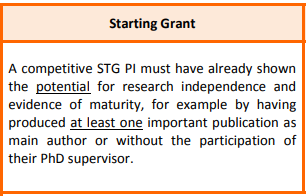 Starting Grant
A competitive STG PI must have already shown
the potential for research independence and
evidence of maturity, for example by having
produced at least one important publication as
main author or without the participation of
their PhD supervisor.